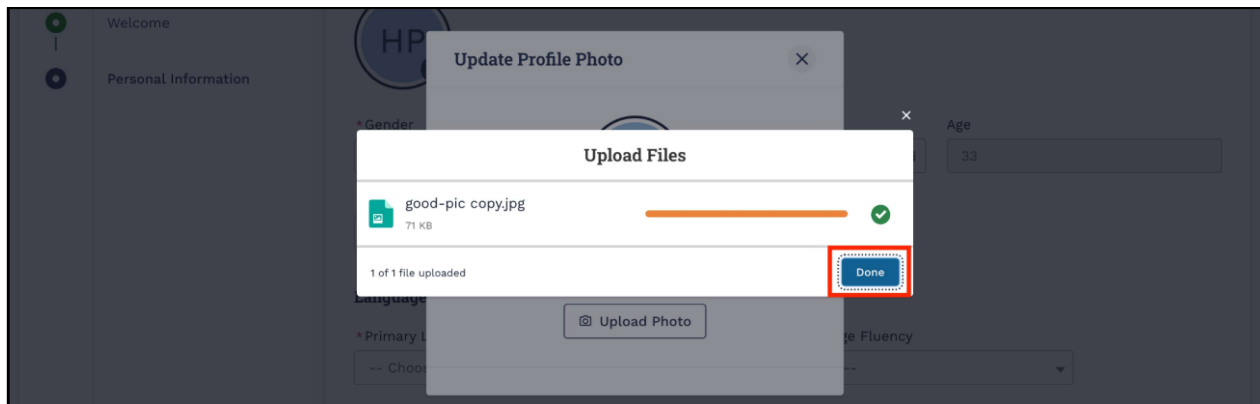 Welcome
HP
Update Profile Photo
Personal Information
*Gender
Age
33
Upload Files
good-pic copy.jpg
71 KB
1 of 1 file uploaded
Done
Language
Upload Photo
*Primary L
ge Fluency
-- Choos
--